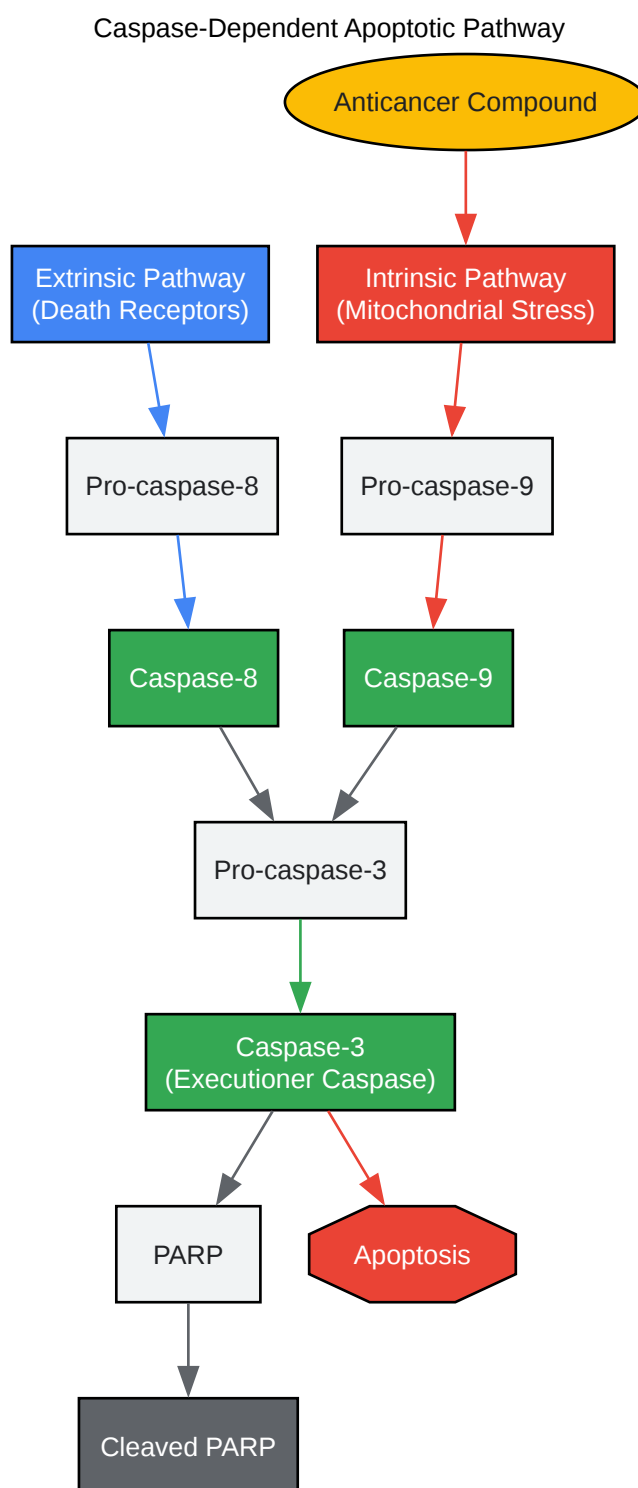 Caspase-Dependent Apoptotic Pathway
Anticancer Compound
Extrinsic Pathway
(Death Receptors)
Intrinsic Pathway
(Mitochondrial Stress)
Pro-caspase-8
Pro-caspase-9
Caspase-8
Caspase-9
Pro-caspase-3
Caspase-3
(Executioner Caspase)
PARP
Apoptosis
Cleaved PARP